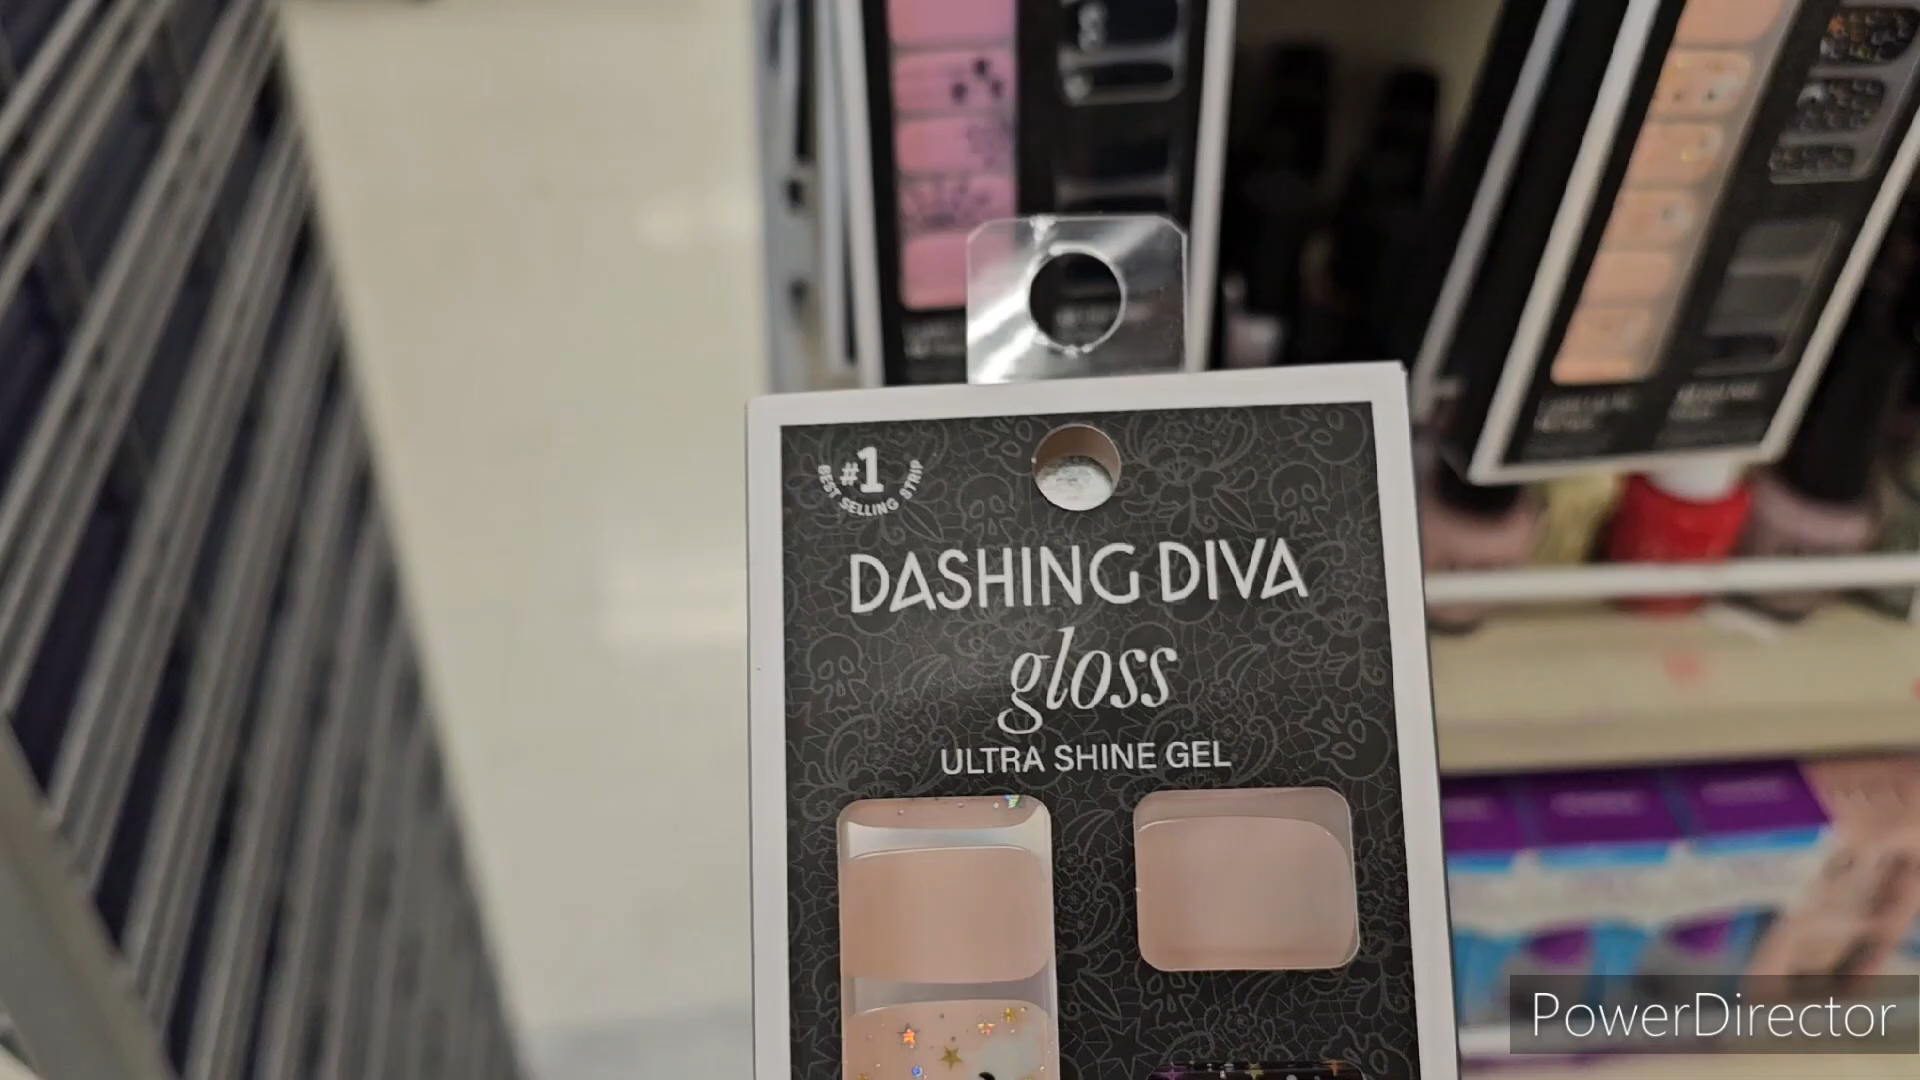 #1
BEST SELLING STRIP
DASHING DIVA
gloss
ULTRA SHINE GEL
PowerDirector